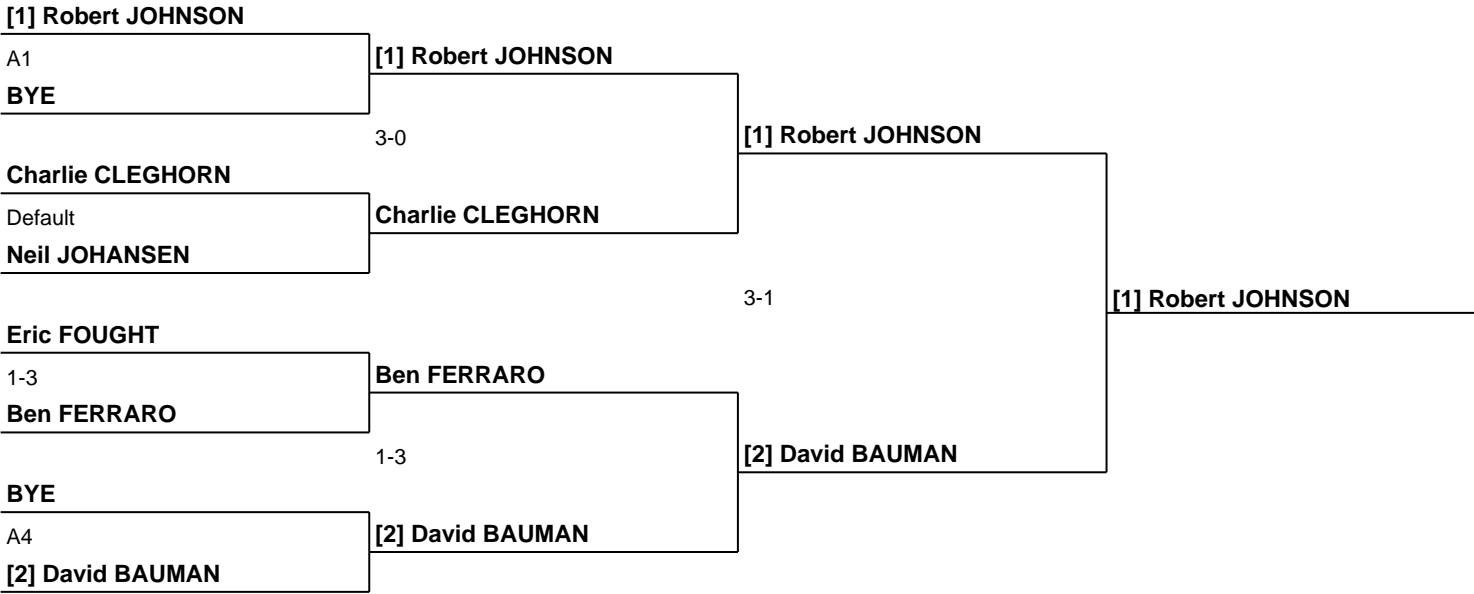 [1] Robert JOHNSON
A1
BYE
Charlie CLEGHORN
Default
Neil JOHANSEN
Eric FOUGHT
1-3
Ben FERRARO
BYE
A4
[2] David BAUMAN
[1] Robert JOHNSON
3-0
Charlie CLEGHORN
Ben FERRARO
1-3
[2] David BAUMAN
[1] Robert JOHNSON
3-1
[2] David BAUMAN
[1] Robert JOHNSON